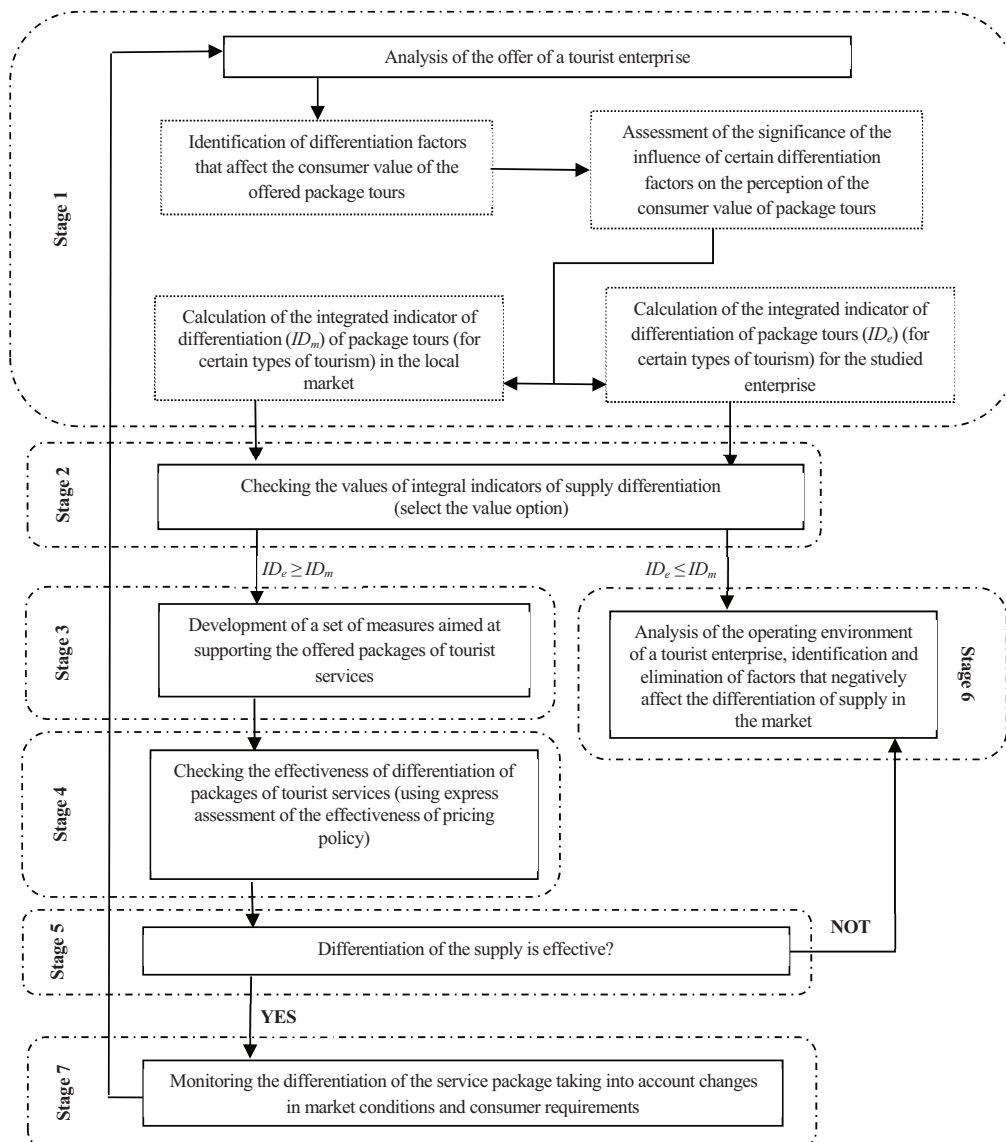 Stage 1
Analysis of the offer of a tourist enterprise
Identification of differentiation factors
that affect the consumer value of the
offered package tours
Assessment of the significance of the
influence of certain differentiation
factors on the perception of the
consumer value of package tours
Calculation of the integrated indicator of
differentiation (IDm) of package tours (for
certain types of tourism) in the local
market
Calculation of the integrated indicator of
differentiation of package tours (IDe) (for
certain types of tourism) for the studied
enterprise
Stage 2
Checking the values of integral indicators of supply differentiation
(select the value option)
IDe ≥ IDm
IDe ≤ IDm
Stage 3
Development of a set of measures aimed at
supporting the offered packages of tourist
services
Analysis of the operating environment
of a tourist enterprise, identification and
elimination of factors that negatively
affect the differentiation of supply in
the market
Stage 6
Stage 4
Checking the effectiveness of differentiation of
packages of tourist services (using express
assessment of the effectiveness of pricing
policy)
Stage 5
Differentiation of the supply is effective?
NOT
YES
Stage 7
Monitoring the differentiation of the service package taking into account changes
in market conditions and consumer requirements